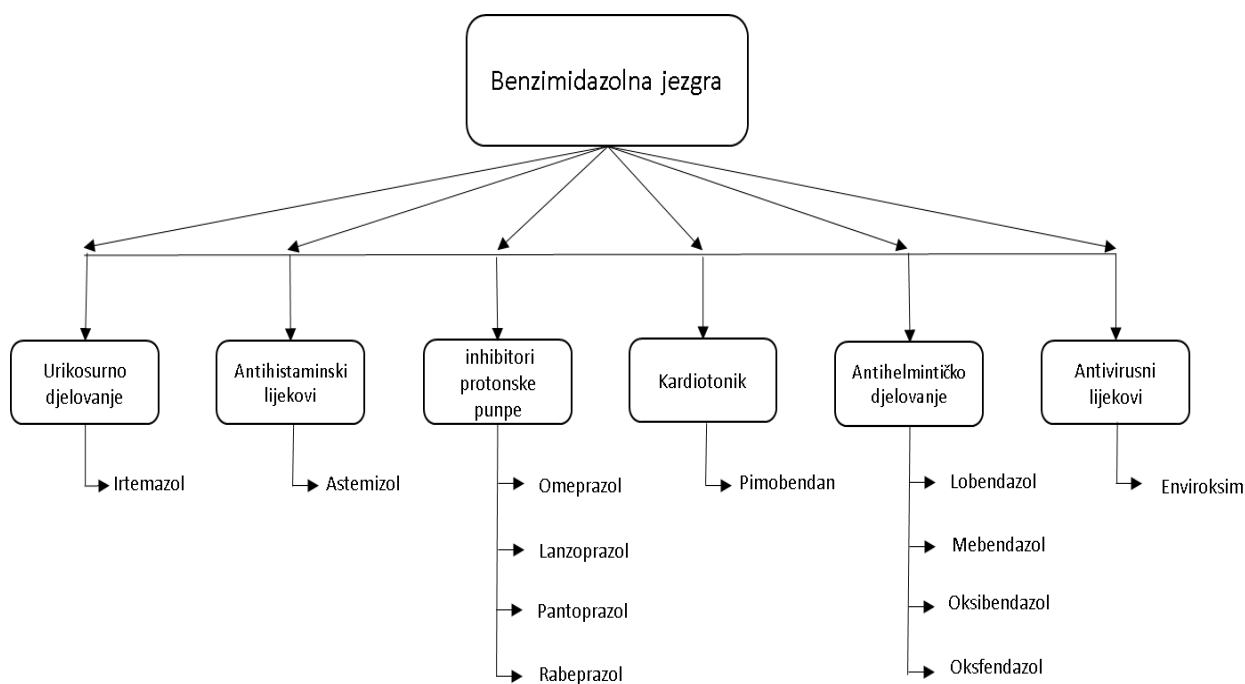 Benzimidazolna jezgra
Urikosurno
djelovanje
Antihistaminski
lijekovi
inhibitori
protonske
punpe
Kardiotonik
Antihelmintičko
djelovanje
Antivirusni
lijekovi
Irtemazol
Astemizol
Omeprazol
Lanzoprazol
Pantoprazol
Rabeprazol
Pimobendan
Lobendazol
Mebendazol
Oksibendazol
Oksfendazol
Enviroksim